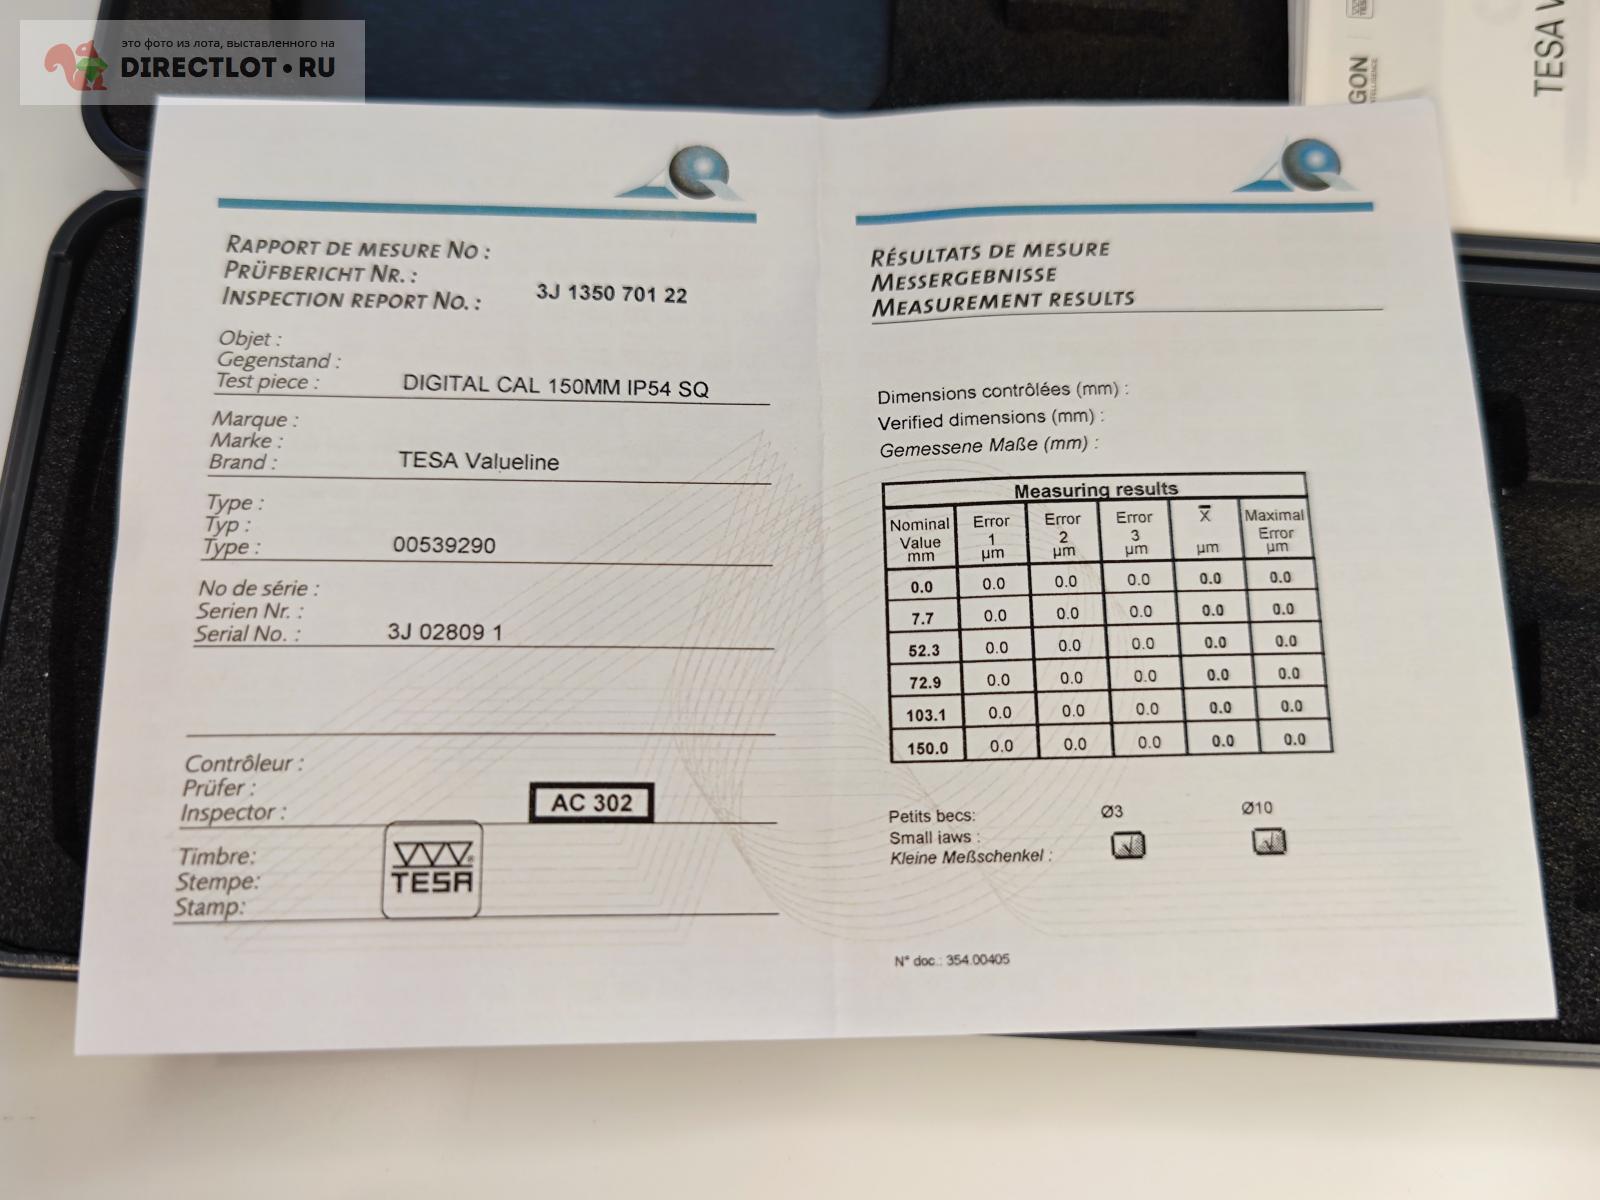 это фото из лота, выставленного на
DIRECTLOT•RU
TESA
GON
TESA V
RAPPORT DE MESURE NO :
PRÜFBERICHT NR. :
INSPECTION REPORT NO. :
3J 1350 701 22
Objet :
Gegenstand :
Test piece :
DIGITAL CAL 150MM IP54 SQ
Marque :
Marke :
Brand :
TESA Valueline
Type :
Typ :
Type :
00539290
No de série :
Serien Nr. :
Serial No. :
3J 02809 1
Contrôleur :
Prüfer :
Inspector :
AC 302
Timbre:
Stempe:
Stamp:
TESA
RÉSULTATS DE MESURE
MESSERGEBNISSE
MEASUREMENT RESULTS
Dimensions contrôlées (mm) :
Verified dimensions (mm) :
Gemessene Maße (mm) :
Measuring results
Nominal Value mm Error 1 µm Error 2 µm Error 3 µm X̄ µm Maximal Error µm
0.0 0.0 0.0 0.0 0.0 0.0
7.7 0.0 0.0 0.0 0.0 0.0
52.3 0.0 0.0 0.0 0.0 0.0
72.9 0.0 0.0 0.0 0.0 0.0
103.1 0.0 0.0 0.0 0.0 0.0
150.0 0.0 0.0 0.0 0.0 0.0
Petits becs: Ø3 Ø10
Small jaws :
Kleine Meßschenkel :
N° doc.: 354.00405